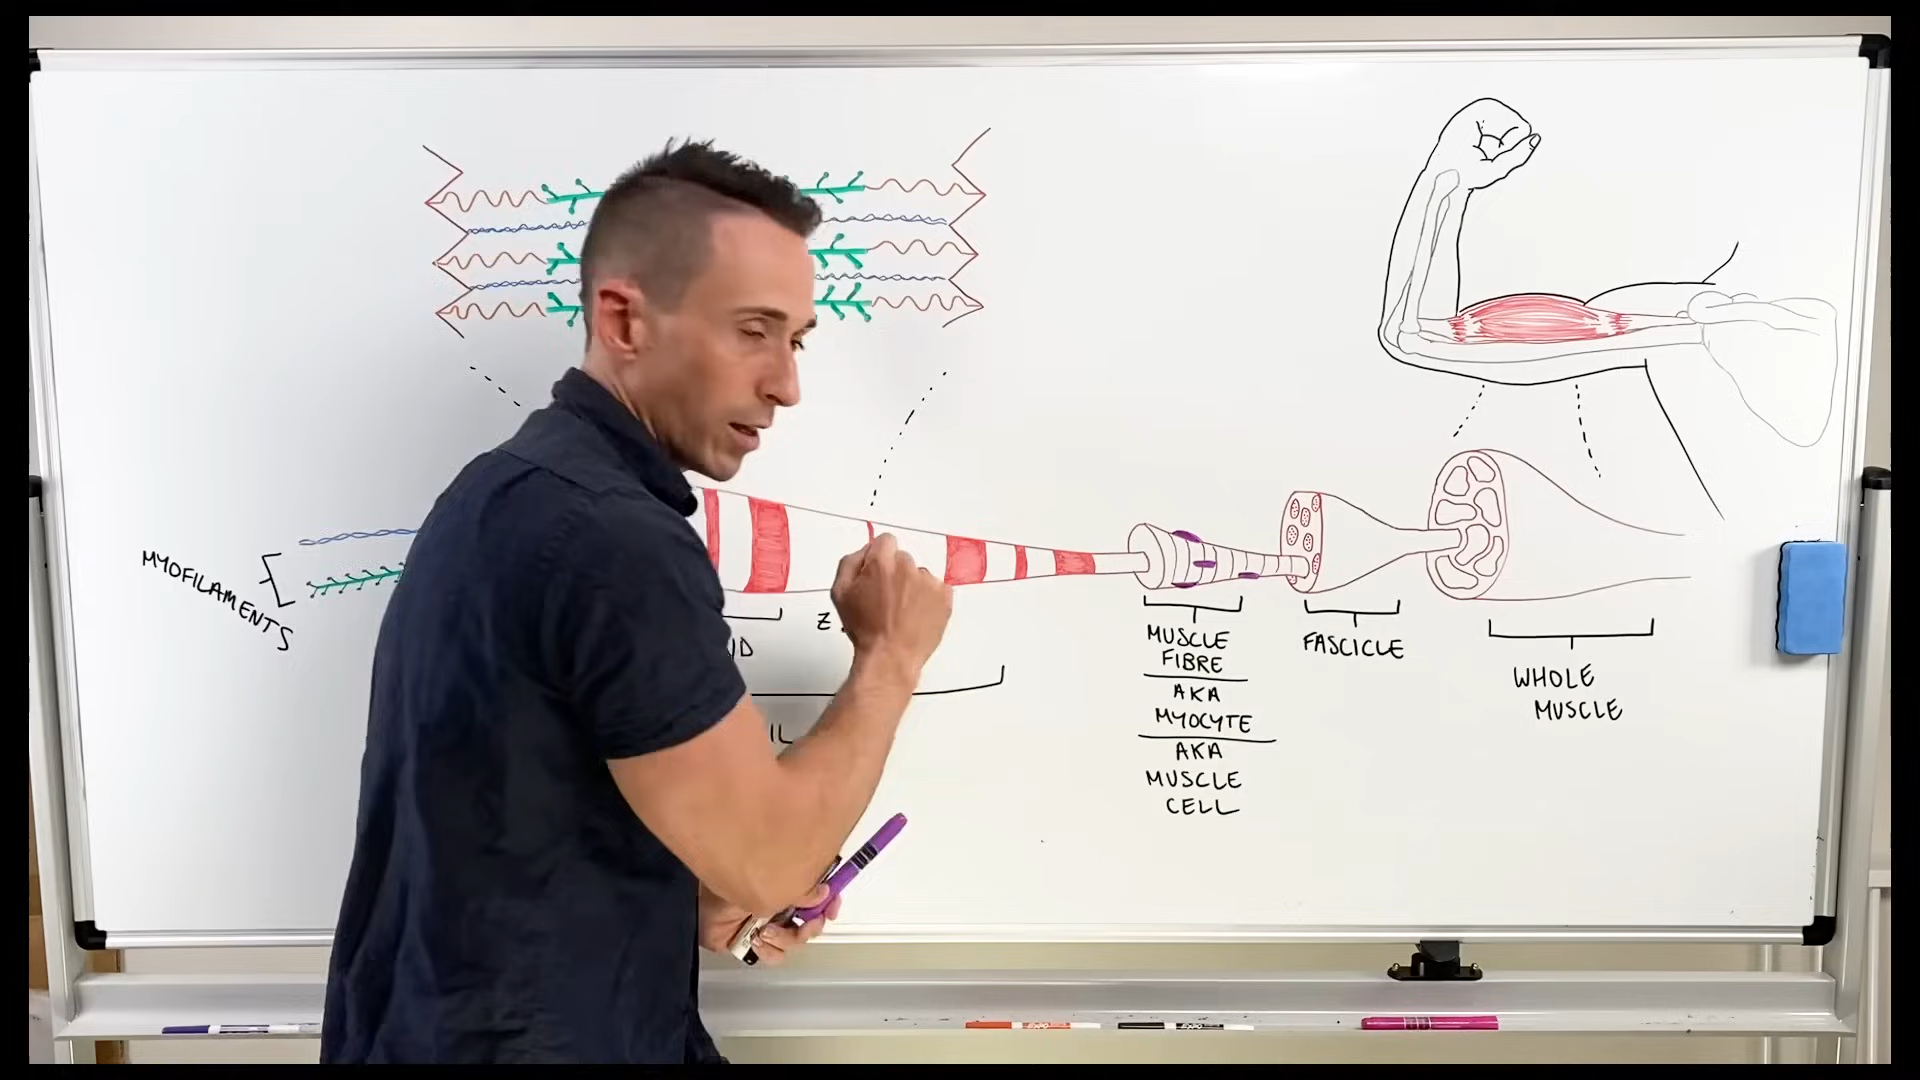 MYOFILAMENTS
Z
MUSCLE
FIBRE
AKA
MYOCYTE
AKA
MUSCLE
CELL
FASCICLE
WHOLE
MUSCLE